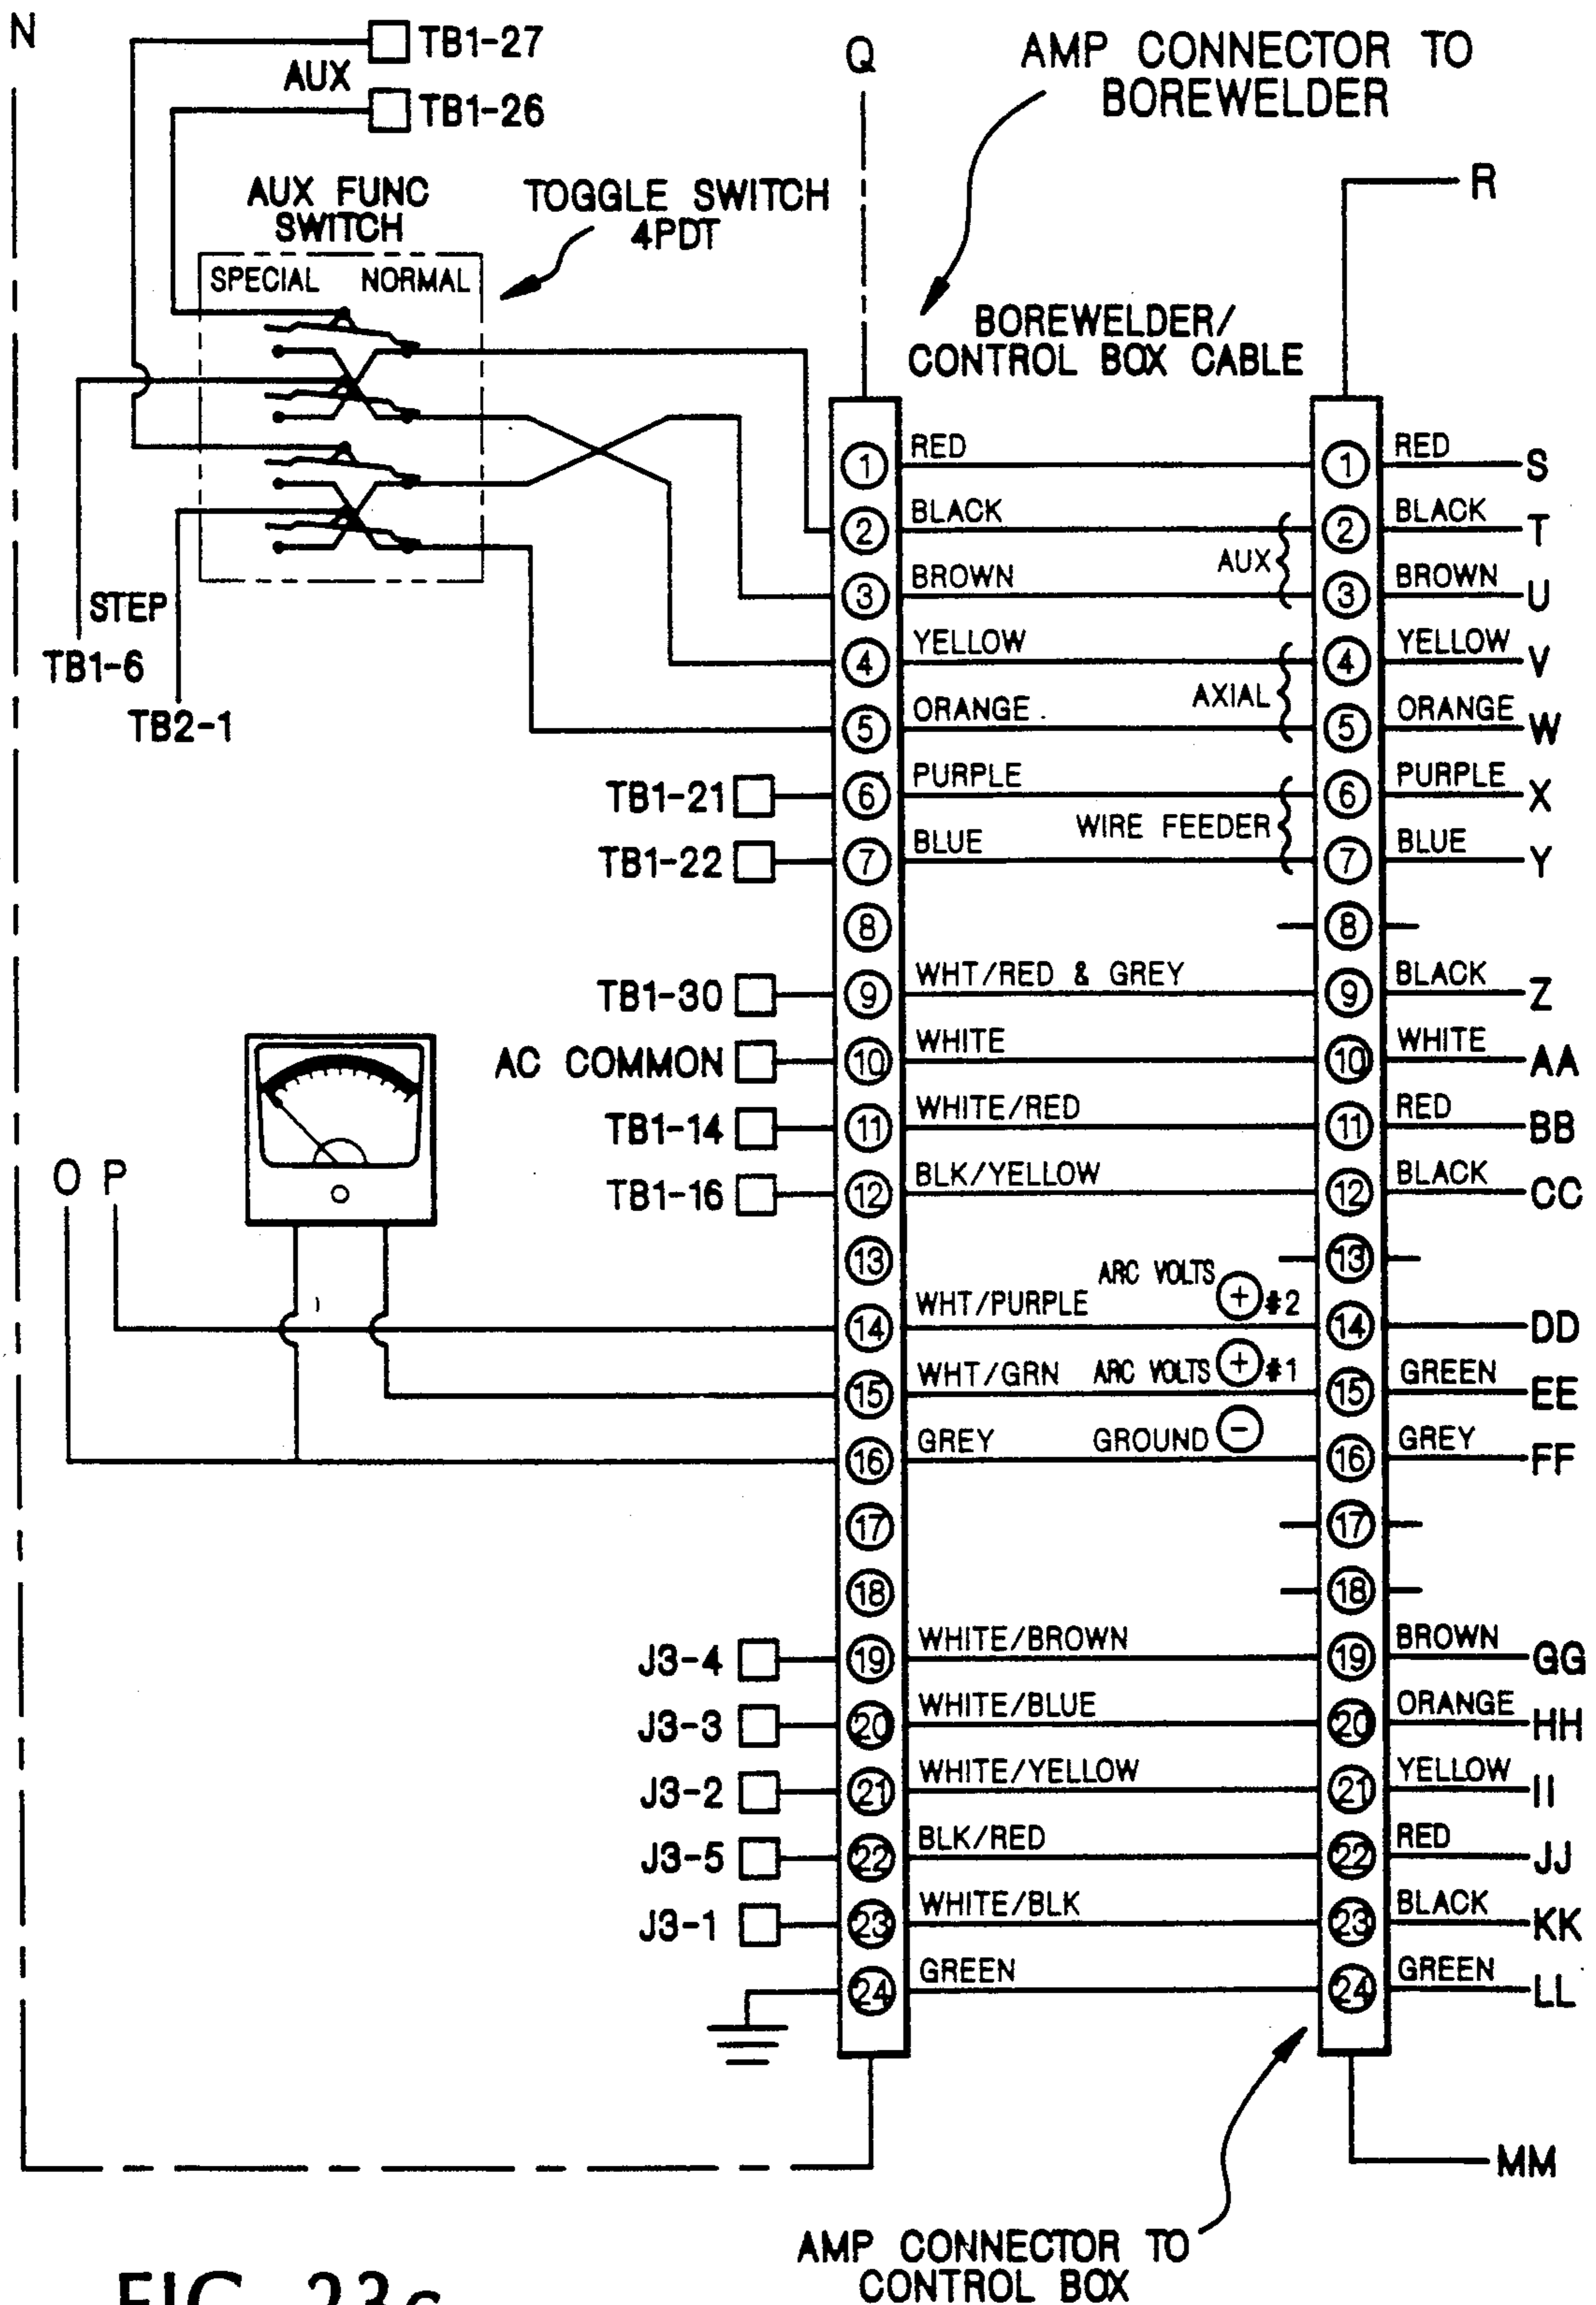 N
TB1-27
AUX
TB1-26
Q
AMP CONNECTOR TO
BOREWELDER
R
AUX FUNC
SWITCH
TOGGLE SWITCH
4PDT
SPECIAL NORMAL
BOREWELDER/
CONTROL BOX CABLE
STEP
TB1-6
TB2-1
1 RED 1 RED S
2 BLACK 2 BLACK T
AUX
3 BROWN 3 BROWN U
4 YELLOW 4 YELLOW V
AXIAL
5 ORANGE 5 ORANGE W
TB1-21 6 PURPLE 6 PURPLE X
WIRE FEEDER
TB1-22 7 BLUE 7 BLUE Y
8 8
TB1-30 9 WHT/RED & GREY 9 BLACK Z
AC COMMON 10 WHITE 10 WHITE AA
TB1-14 11 WHITE/RED 11 RED BB
TB1-16 12 BLK/YELLOW 12 BLACK CC
O P
13 13
ARC VOLTS + #2
14 WHT/PURPLE 14 DD
15 WHT/GRN ARC VOLTS + #1 15 GREEN EE
16 GREY GROUND - 16 GREY FF
17 17
18 18
J3-4 19 WHITE/BROWN 19 BROWN GG
J3-3 20 WHITE/BLUE 20 ORANGE HH
J3-2 21 WHITE/YELLOW 21 YELLOW II
J3-5 22 BLK/RED 22 RED JJ
J3-1 23 WHITE/BLK 23 BLACK KK
24 GREEN 24 GREEN LL
MM
AMP CONNECTOR TO
CONTROL BOX
FIG. 23c